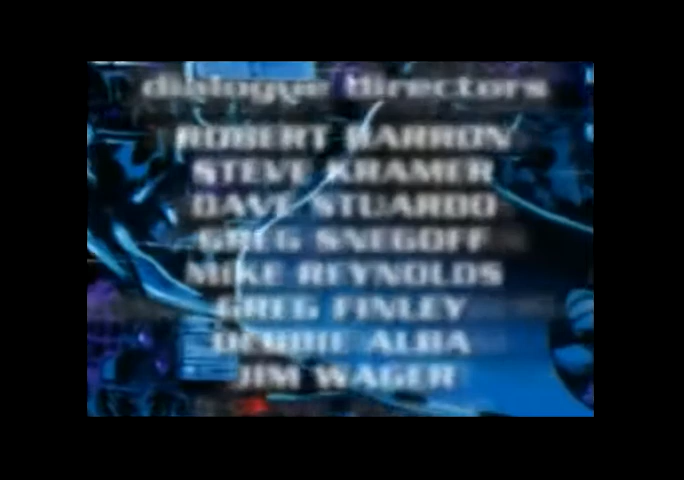 dialogue directors
ROBERT BARRON
STEVE KRAMER
DAVE STUARDO
GREG SNEGOFF
MIKE REYNOLDS
GREG FINLEY
DEBBIE ALBA
JIM WAGER